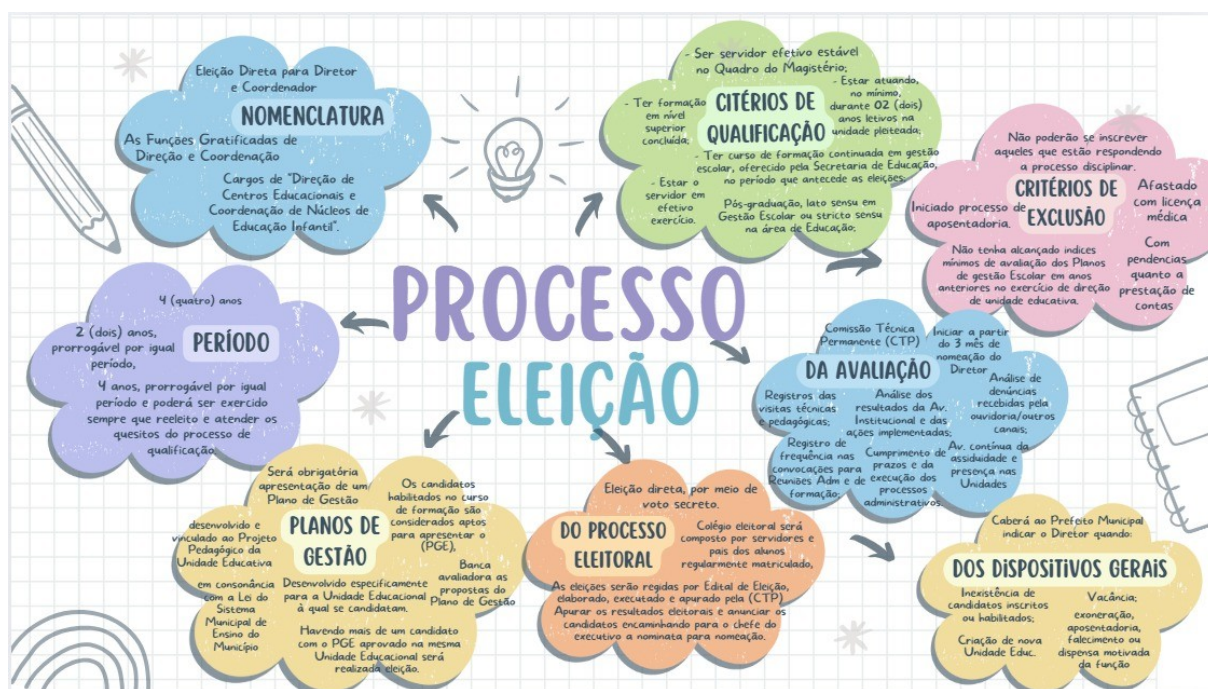 Eleição Direta para Diretor
e Coordenador
NOMENCLATURA
As Funções Gratificadas de
Direção e Coordenação
Cargos de "Direção de
Centros Educacionais e
Coordenação de Núcleos de
Educação Infantil".
- Ser servidor efetivo estável
no Quadro do Magistério;
CITÉRIOS DE
QUALIFICAÇÃO
- Ter formação
em nível
superior
concluída;
- Estar atuando,
no mínimo,
durante 02 (dois)
anos letivos na
unidade pleiteada;
- Ter curso de formação continuada em gestão
escolar, oferecido pela Secretaria de Educação,
no período que antecede as eleições;
- Estar o
servidor em
efetivo
exercício.
Pós-graduação, lato sensu em
Gestão Escolar ou stricto sensu
na área de Educação;
Não poderão se inscrever
aqueles que estão respondendo
a processo disciplinar.
CRITÉRIOS DE
EXCLUSÃO
Afastado
com licença
médica
Iniciado processo de
aposentadoria.
Não tenha alcançado indices
mínimos de avaliação dos Planos
de gestão Escolar em anos
anteriores no exercício de direção
de unidade educativa.
Com
pendencias
quanto a
prestação de
contas
PROCESSO
ELEIÇÃO
4 (quatro) anos
2 (dois) anos,
prorrogável por igual
período,
PERÍODO
4 anos, prorrogável por igual
período e poderá ser exercido
sempre que reeleito e atender os
quesitos do processo de
qualificação.
Comissão Técnica
Permanente (CTP)
Iniciar a partir
do 3 mês de
nomeação do
Diretor
DA AVALIAÇÃO
Registros das
visitas técnicas
e pedagógicas;
Análise dos
resultados da Av.
Institucional e das
ações implementadas;
Análise de
denúncias
recebidas pela
ouvidoria/outros
canais;
Registro de
frequência nas
convocações para
Reuniões Adm e de
formação;
Cumprimento de
prazos e da
execução dos
processos
administrativos.
Av. contínua da
assiduidade e
presença nas
Unidades
Será obrigatória
apresentação de um
Plano de Gestão
Os candidatos
habilitados no curso
de formação são
considerados aptos
para apresentar o
(PGE),
PLANOS DE
GESTÃO
desenvolvido e
vinculado ao Projeto
Pedagógico da
Unidade Educativa
Banca
avaliadora as
propostas do
Plano de Gestão
em consonância
com a Lei do
Sistema
Municipal de
Ensino do
Município
Desenvolvido especificamente
para a Unidade Educacional
à qual se candidatam.
Havendo mais de um candidato
com o PGE aprovado na mesma
Unidade Educacional será
realizada eleição.
Eleição direta, por meio de
voto secreto.
DO PROCESSO
ELEITORAL
Colégio eleitoral será
composto por servidores e
pais dos alunos
regularmente matriculado,
As eleições serão regidas por Edital de Eleição,
elaborado, executado e apurado pela (CTP)
Apurar os resultados eleitorais e anunciar os
candidatos encaminhando para o chefe do
executivo a nominata para nomeação.
Caberá ao Prefeito Municipal
indicar o Diretor quando:
DOS DISPOSITIVOS GERAIS
Inexistência de
candidatos inscritos
ou habilitados;
Criação de nova
Unidade Educ.
Vacância;
exoneração,
aposentadoria,
falecimento ou
dispensa motivada
da função